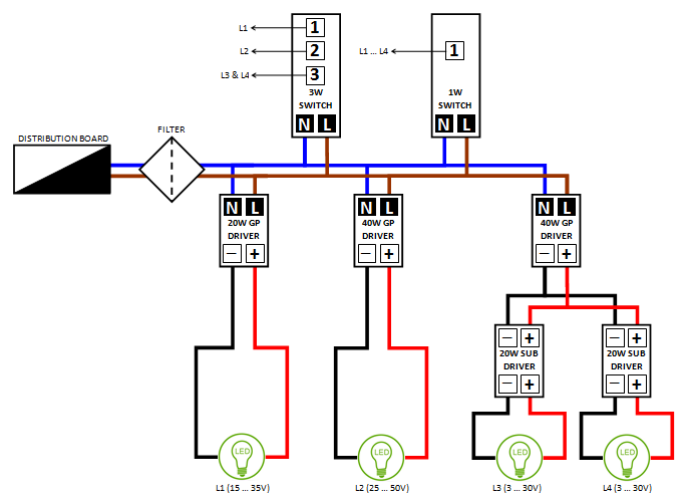 L1
1
L2
2
L3 & L4
3
3W
SWITCH
N L
L1 ... L4
1
1W
SWITCH
N L
DISTRIBUTION BOARD
FILTER
N L
20W GP
DRIVER
− +
N L
40W GP
DRIVER
− +
N L
40W GP
DRIVER
− +
− +
20W SUB
DRIVER
− +
− +
20W SUB
DRIVER
− +
LED
LED
LED
LED
L1 (15 ... 35V)
L2 (25 ... 50V)
L3 (3 ... 30V)
L4 (3 ... 30V)